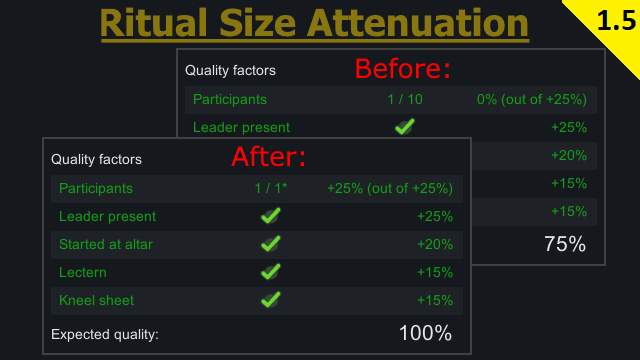 Ritual Size Attenuation
1.5
Before:
Quality factors
Participants 1 / 10 0% (out of +25%)
Leader present +25%
+20%
+15%
+15%
75%
After:
Quality factors
Participants 1 / 1* +25% (out of +25%)
Leader present +25%
Started at altar +20%
Lectern +15%
Kneel sheet +15%
Expected quality: 100%